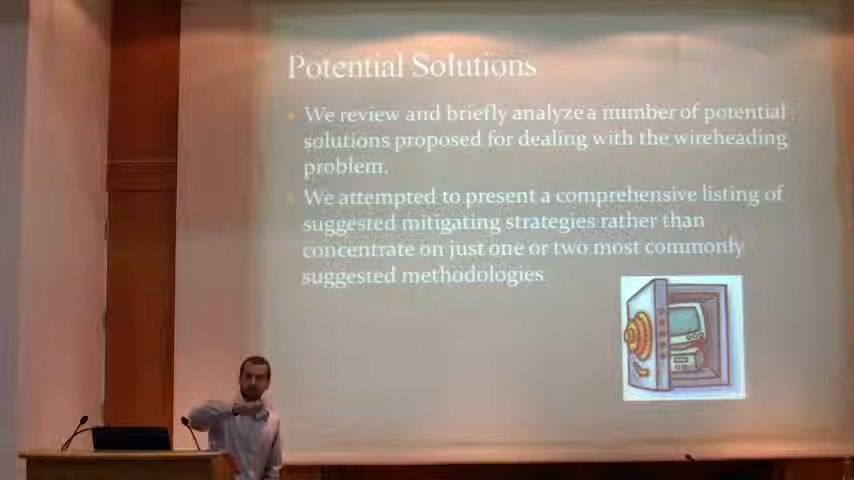 Potential Solutions
We review and briefly analyze a number of potential
solutions proposed for dealing with the wireheading
problem.
We attempted to present a comprehensive listing of
suggested mitigating strategies rather than
concentrate on just one or two most commonly
suggested methodologies